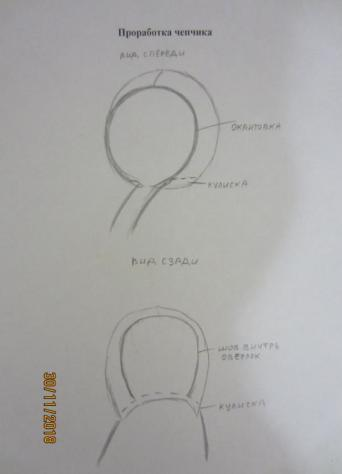 Проработка чепчика
ВИД СПЕРЕДИ
ОКАНТОВКА
КУЛИСКА
ВИД СЗАДИ
ШОВ ВНУТРЬ
ОВЕРЛОК
КУЛИСКА
30/11/2018